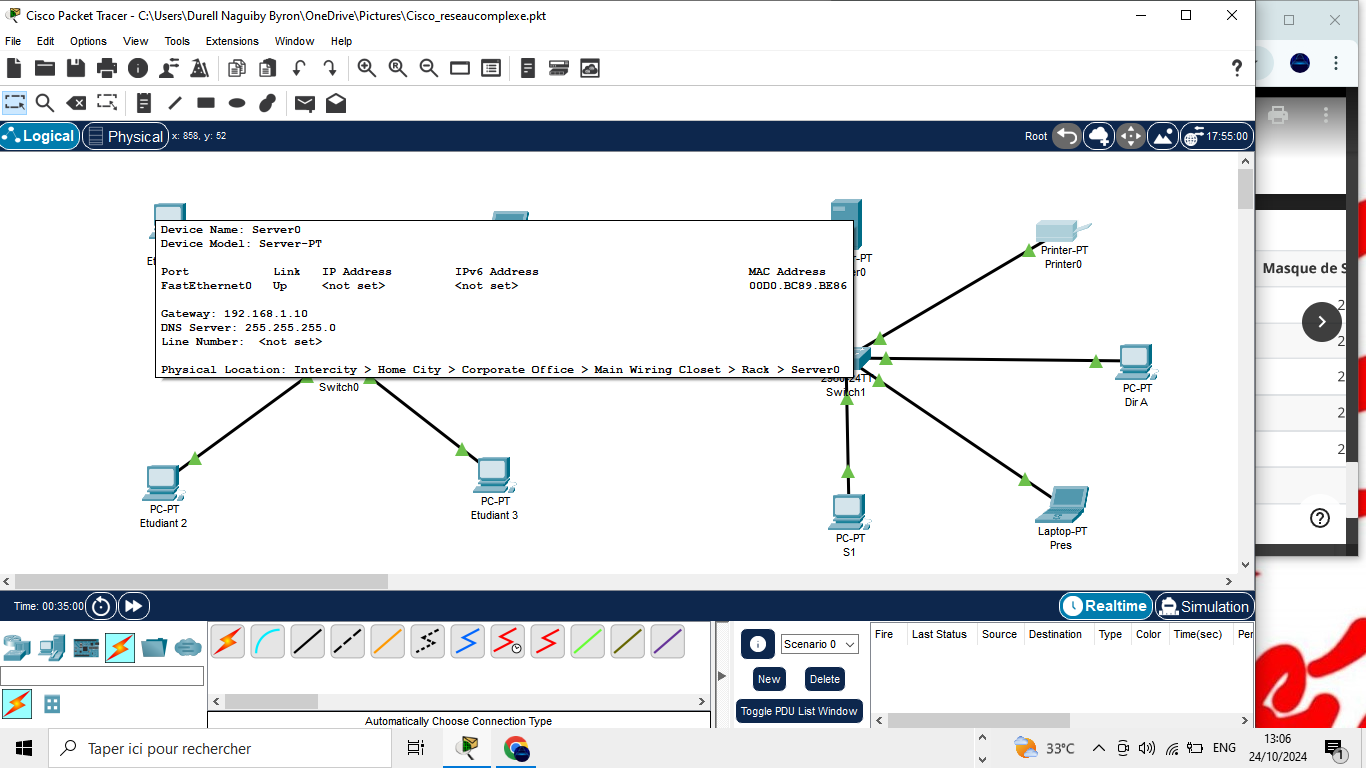 Cisco Packet Tracer - C:\Users\Durell Naguiby Byron\OneDrive\Pictures\Cisco_reseaucomplexe.pkt
File Edit Options View Tools Extensions Window Help
Logical Physical x: 858, y: 52 Root 17:55:00
Device Name: Server0
Device Model: Server-PT
Port Link IP Address IPv6 Address MAC Address
FastEthernet0 Up <not set> <not set> 00D0.BC89.BE86
Gateway: 192.168.1.10
DNS Server: 255.255.255.0
Line Number: <not set>
Physical Location: Intercity > Home City > Corporate Office > Main Wiring Closet > Rack > Server0
Printer-PT
Printer0
Masque de S
Switch0
Switch1
PC-PT
Dir A
PC-PT
Etudiant 2
PC-PT
Etudiant 3
PC-PT
S1
Laptop-PT
Pres
Time: 00:35:00 Realtime Simulation
Scenario 0
New Delete
Toggle PDU List Window
Fire Last Status Source Destination Type Color Time(sec) Per
Automatically Choose Connection Type
Taper ici pour rechercher 33°C ENG 13:06
24/10/2024 1